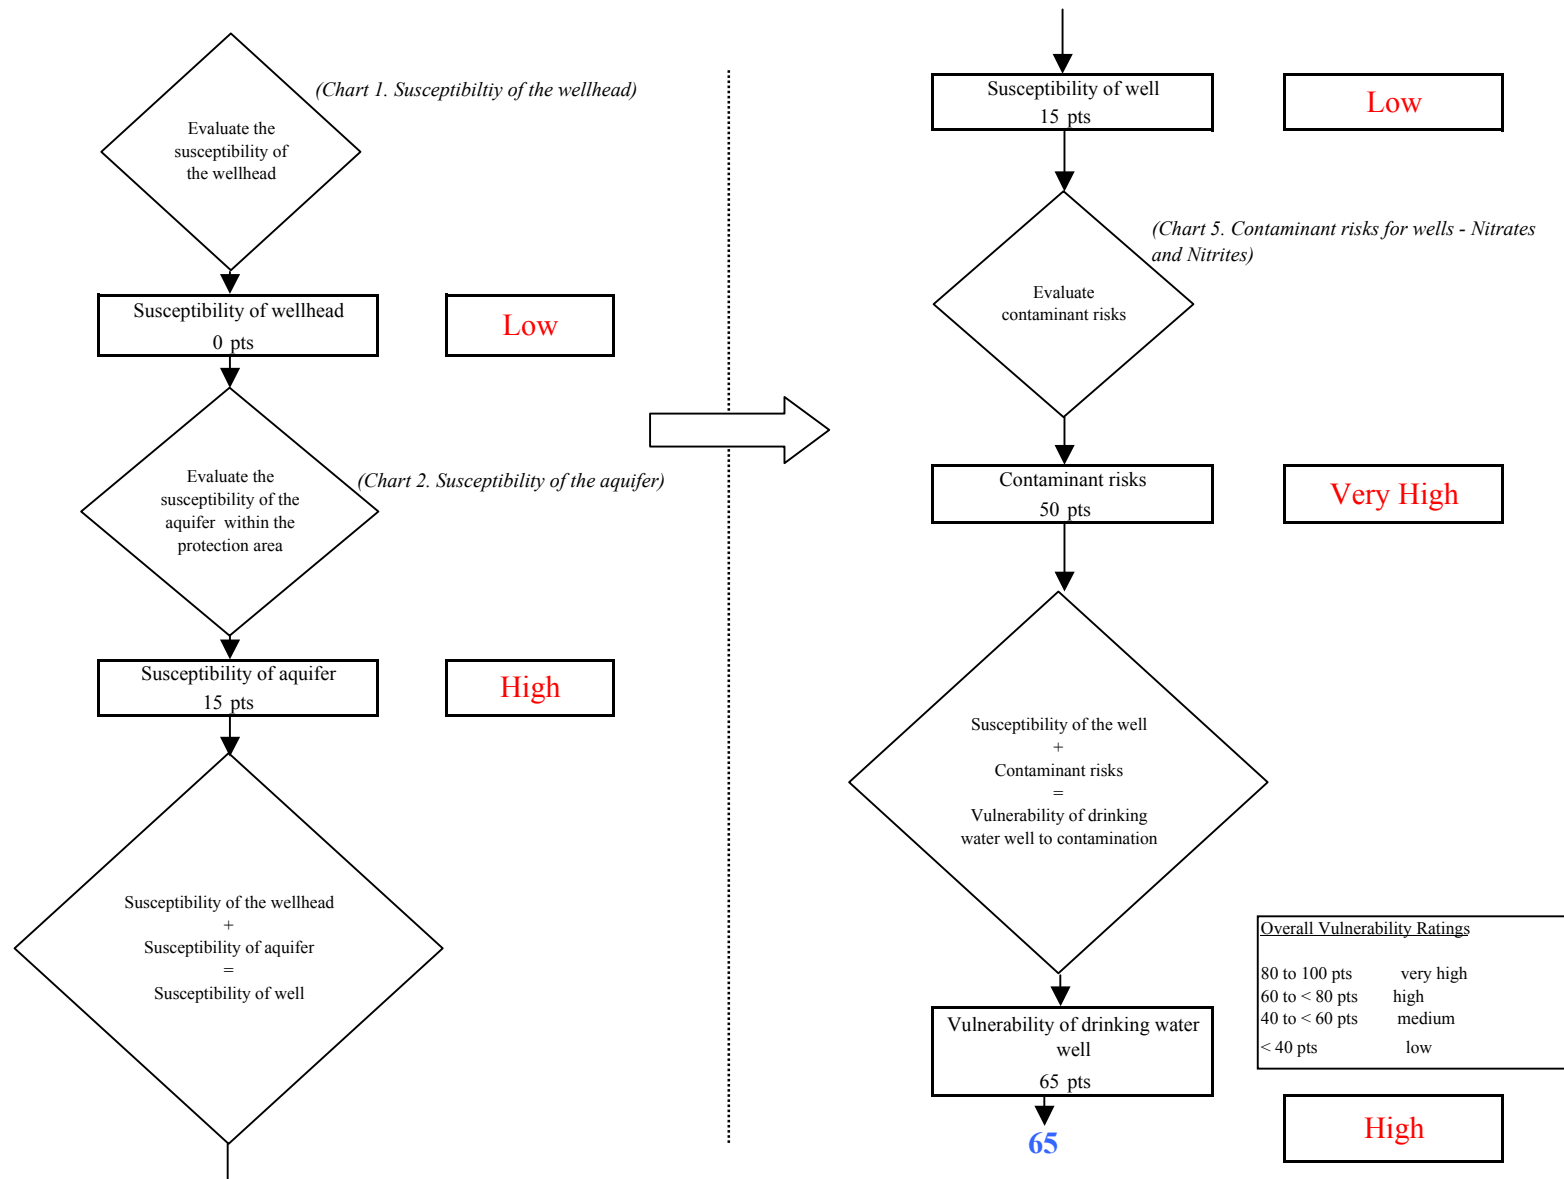 (Chart 1. Susceptibiltiy of the wellhead)
Evaluate the
susceptibility of
the wellhead
Susceptibility of wellhead
0 pts
Low
Evaluate the
susceptibility of the
aquifer within the
protection area
(Chart 2. Susceptibility of the aquifer)
Susceptibility of aquifer
15 pts
High
Susceptibility of the wellhead
+
Susceptibility of aquifer
=
Susceptibility of well
Susceptibility of well
15 pts
Low
(Chart 5. Contaminant risks for wells - Nitrates
and Nitrites)
Evaluate
contaminant risks
Contaminant risks
50 pts
Very High
Susceptibility of the well
+
Contaminant risks
=
Vulnerability of drinking
water well to contamination
Overall Vulnerability Ratings
80 to 100 pts very high
60 to < 80 pts high
40 to < 60 pts medium
< 40 pts low
Vulnerability of drinking water
well
65 pts
65
High